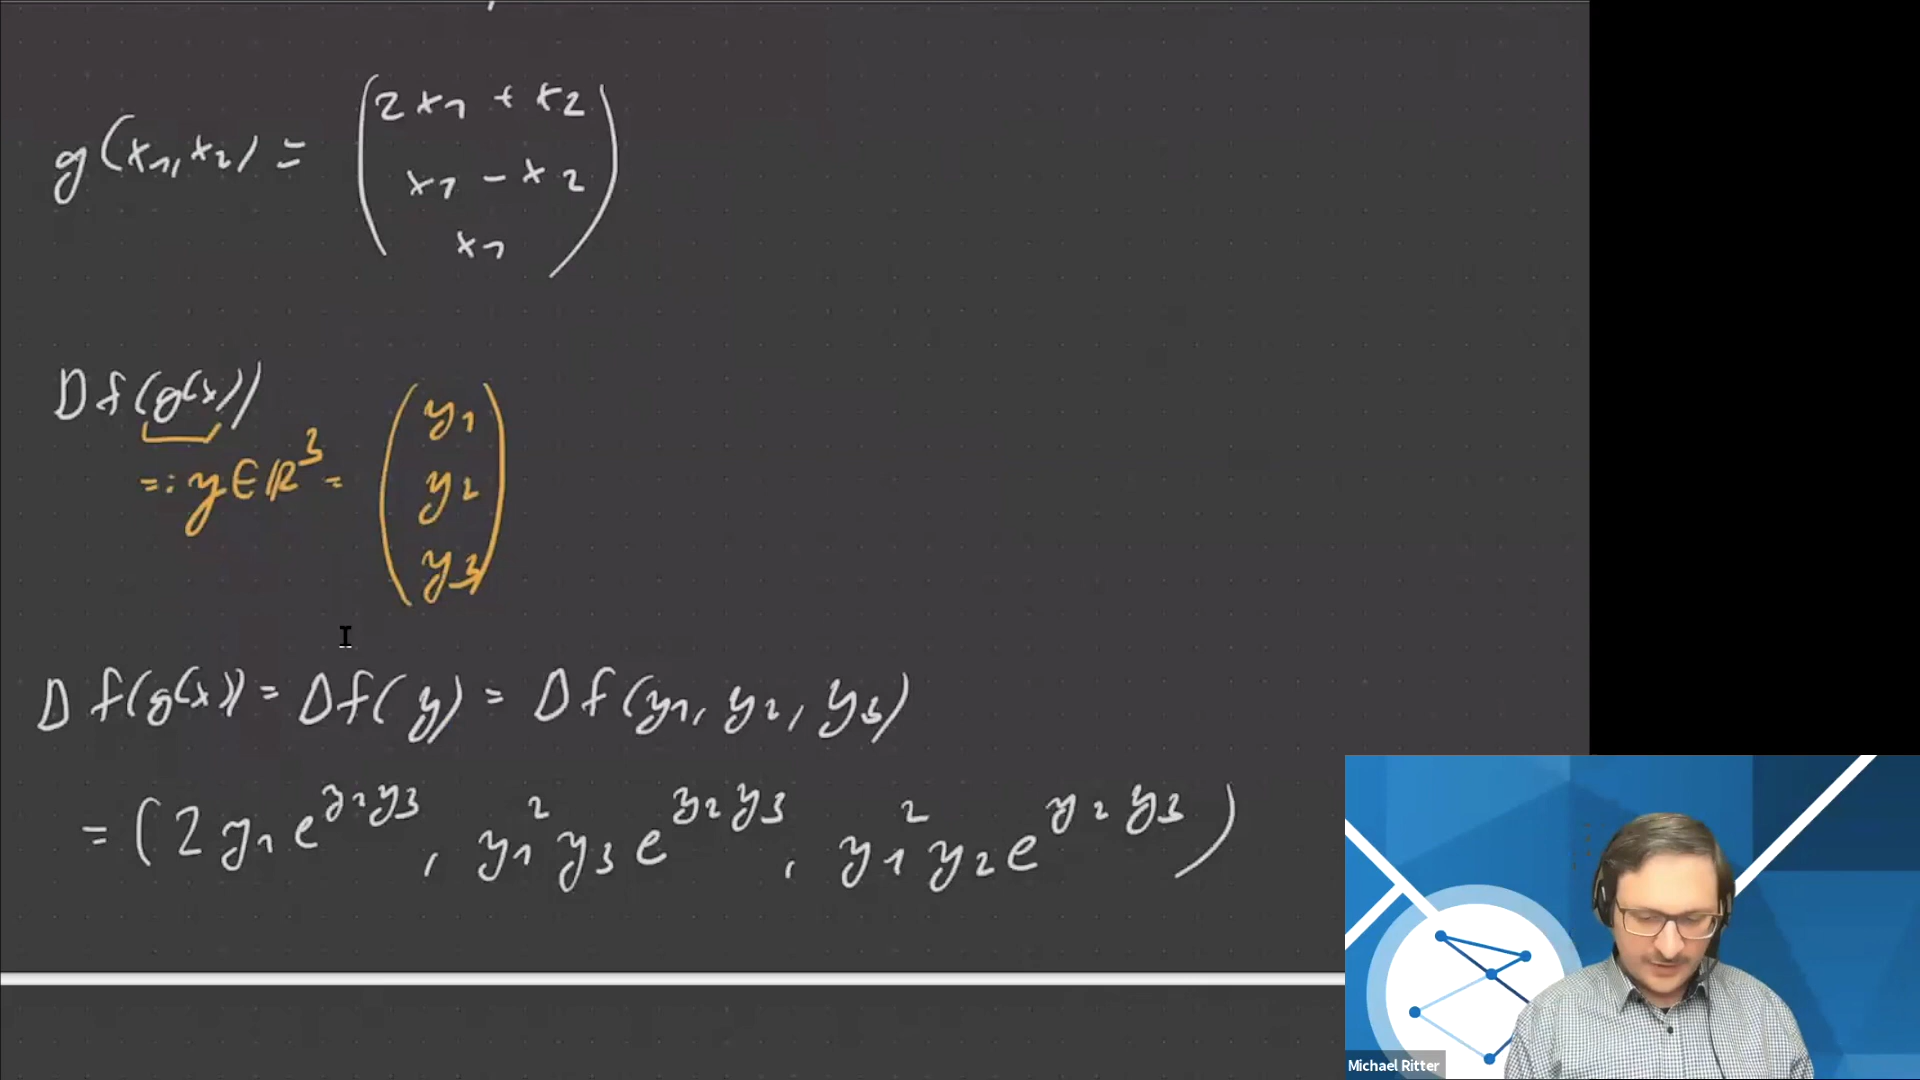 g(x₁, x₂) = ( 2x₁ + x₂
x₁ − x₂
x₁ )
Df(g(x))
=: y ∈ ℝ³ = ( y₁
y₂
y₃ )
Df(g(x)) = Df(y) = Df(y₁, y₂, y₃)
= (2y₁e^{y₂y₃}, y₁²y₃e^{y₂y₃}, y₁²y₂e^{y₂y₃})
Michael Ritter